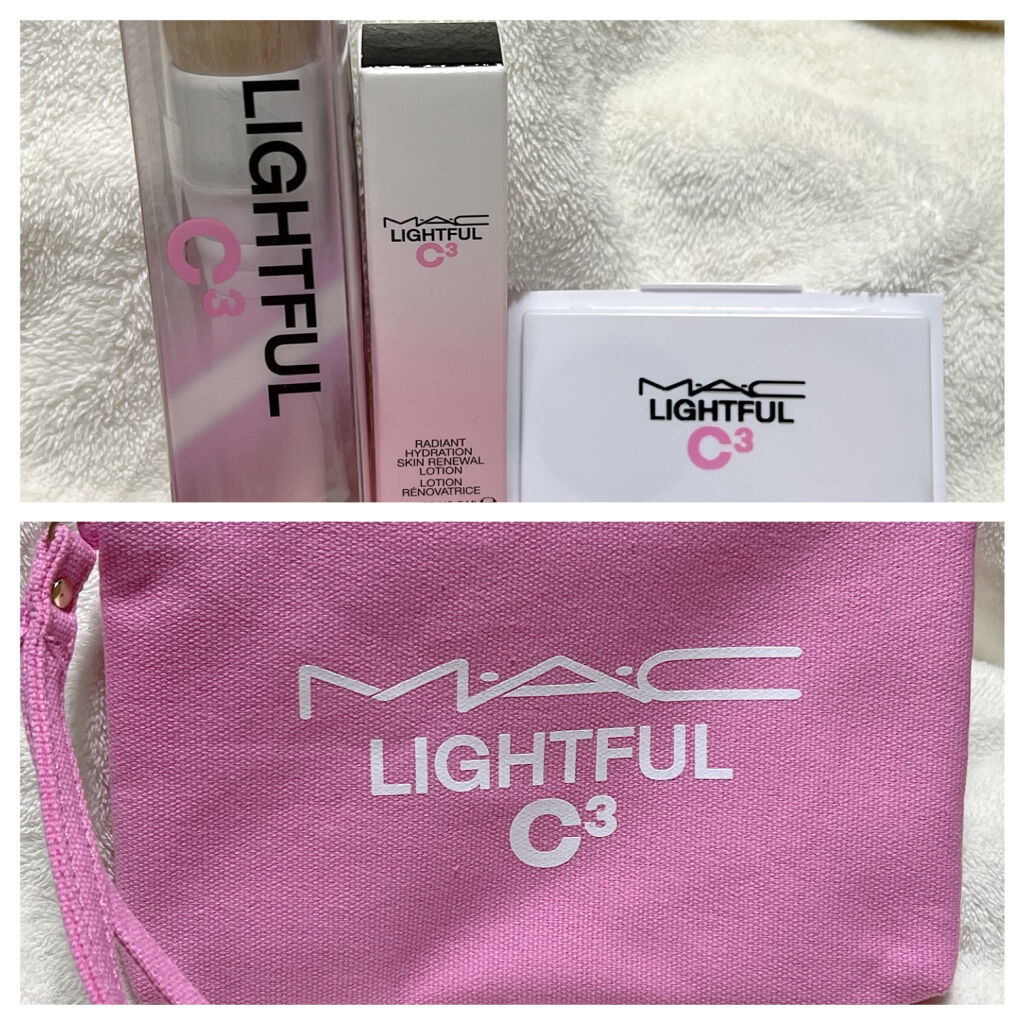 LIGHTFUL
C³
M·A·C
LIGHTFUL
C³
RADIANT
HYDRATION
SKIN RENEWAL
LOTION
LOTION
RÉNOVATRICE
M·A·C
LIGHTFUL
C³
M·A·C
LIGHTFUL
C³